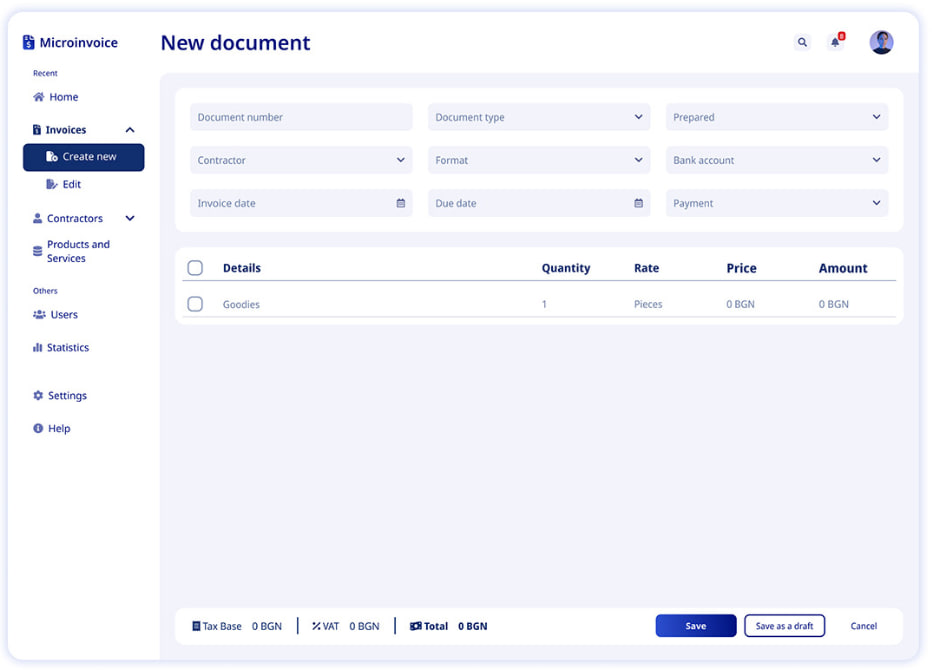 Microinvoice
New document
8
Recent
Home
Invoices
Create new
Edit
Contractors
Products and
Services
Others
Users
Statistics
Settings
Help
Document number
Document type
Prepared
Contractor
Format
Bank account
Invoice date
Due date
Payment
Details Quantity Rate Price Amount
Goodies 1 Pieces 0 BGN 0 BGN
Tax Base 0 BGN
VAT 0 BGN
Total 0 BGN
Save
Save as a draft
Cancel